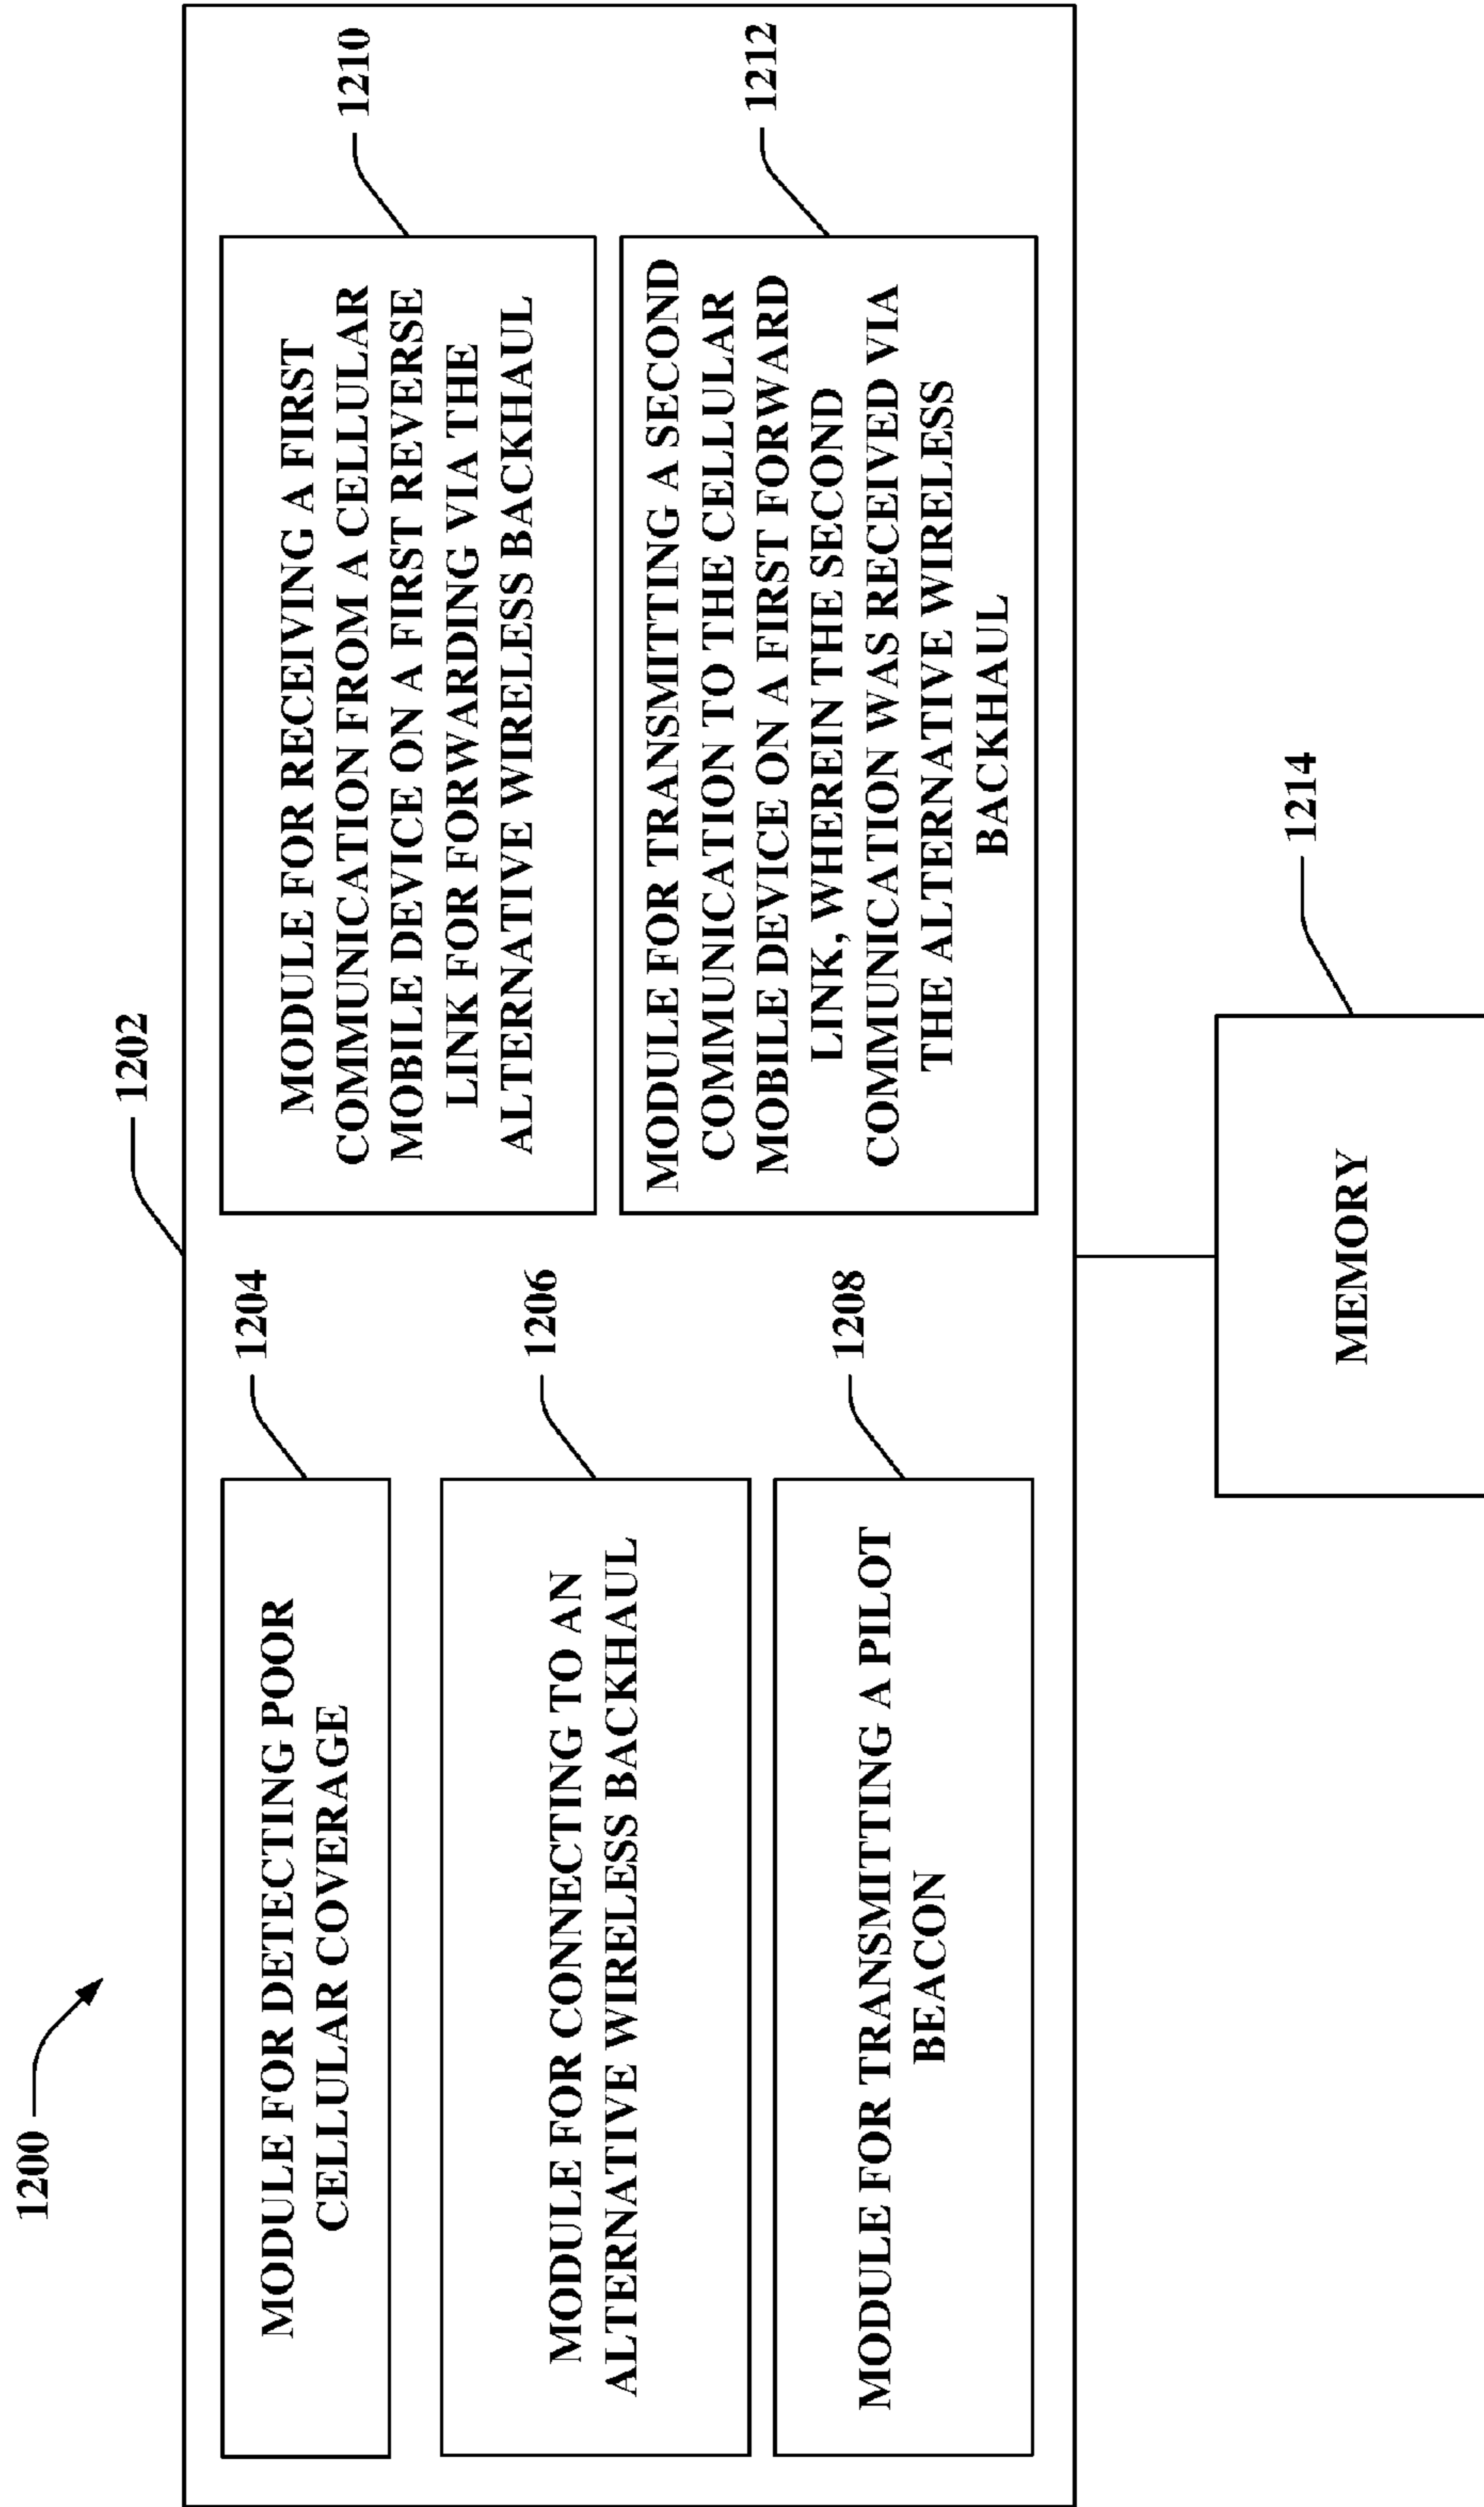 1200
1202
1204
MODULE FOR DETECTING POOR
CELLULAR COVERAGE
1206
MODULE FOR CONNECTING TO AN
ALTERNATIVE WIRELESS BACKHAUL
1208
MODULE FOR TRANSMITTING A PILOT
BEACON
1210
MODULE FOR RECEIVING A FIRST
COMMUNICATION FROM A CELLULAR
MOBILE DEVICE ON A FIRST REVERSE
LINK FOR FORWARDING VIA THE
ALTERNATIVE WIRELESS BACKHAUL
1212
MODULE FOR TRANSMITTING A SECOND
COMMUNICATION TO THE CELLULAR
MOBILE DEVICE ON A FIRST FORWARD
LINK, WHEREIN THE SECOND
COMMUNICATION WAS RECEIVED VIA
THE ALTERNATIVE WIRELESS
BACKHAUL
1214
MEMORY